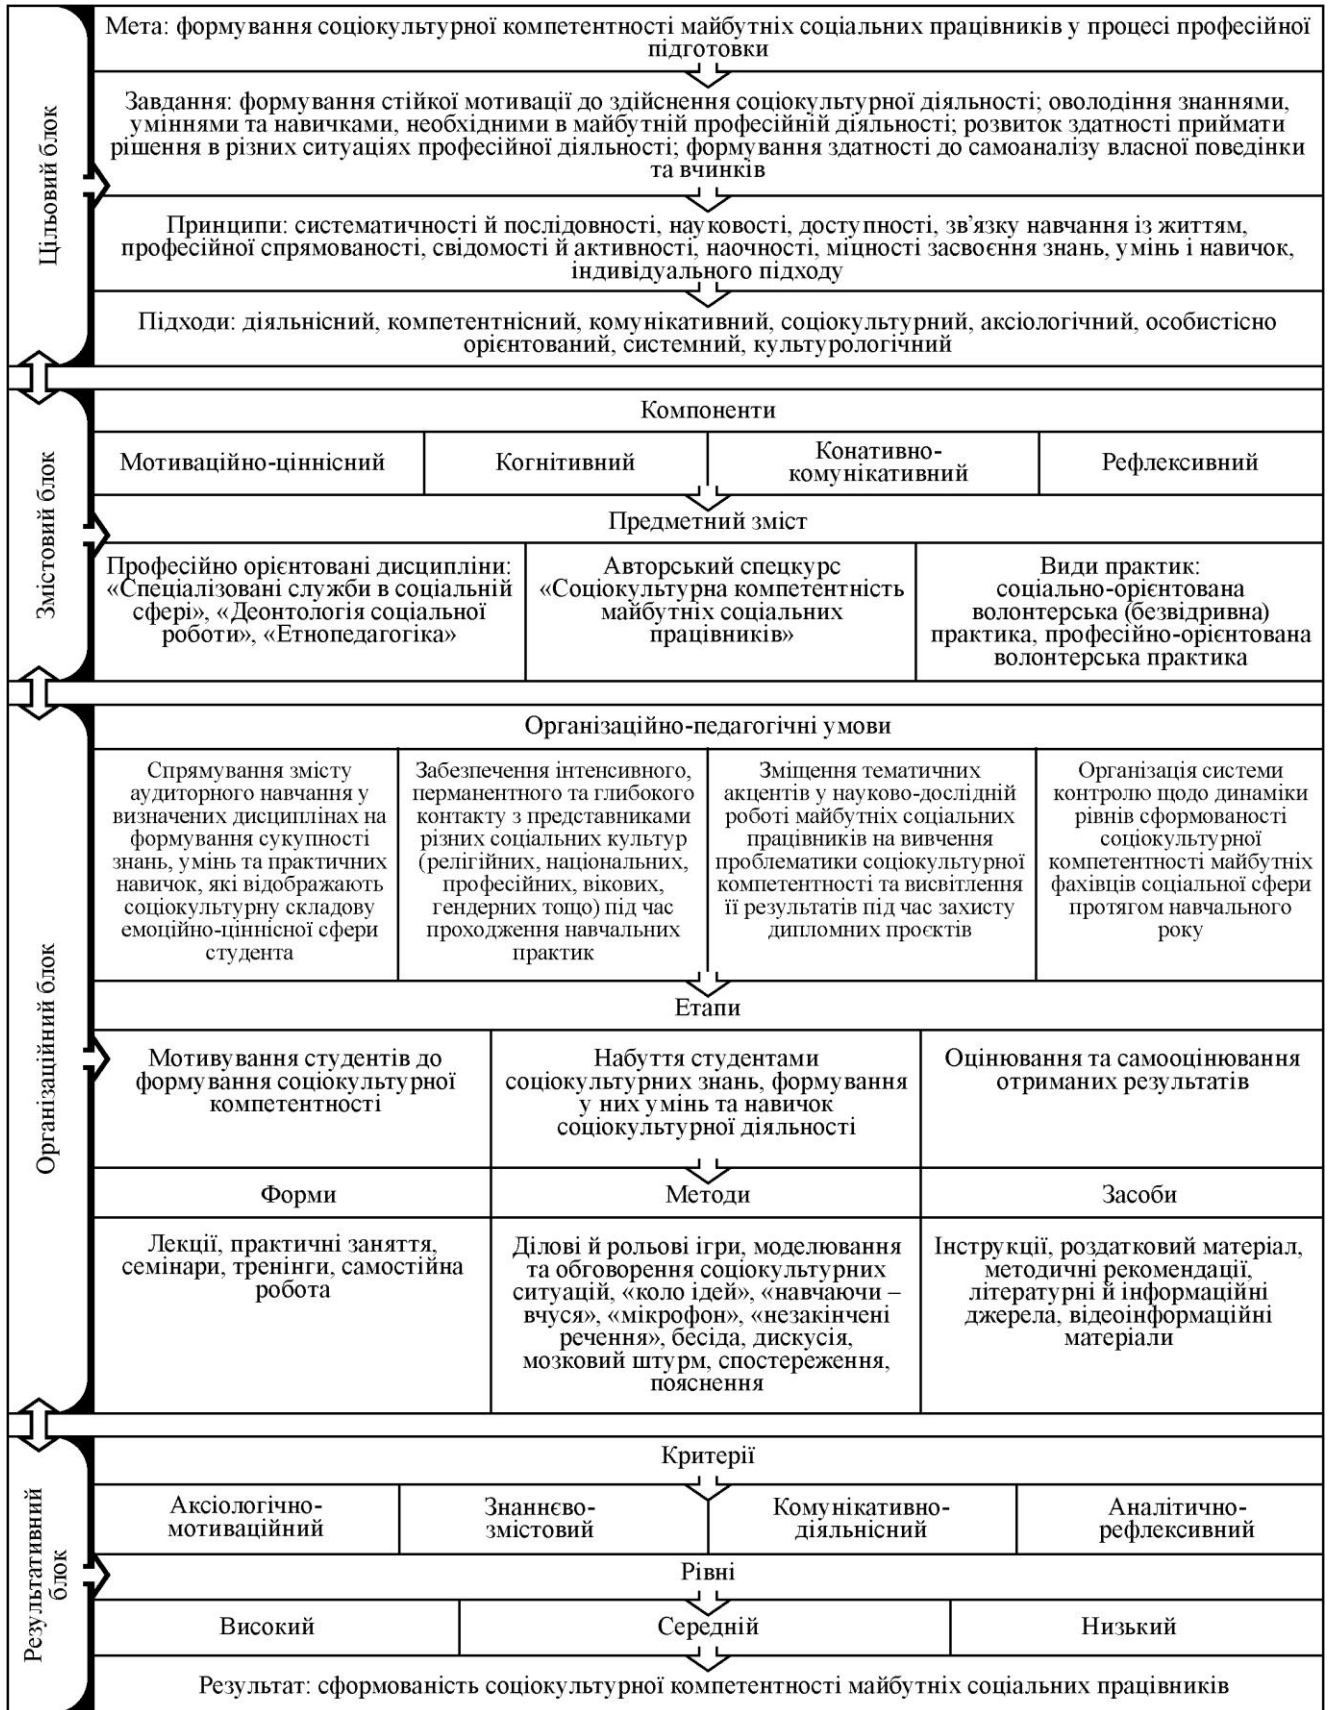 Цільовий блок
Мета: формування соціокультурної компетентності майбутніх соціальних працівників у процесі професійної
підготовки
Завдання: формування стійкої мотивації до здійснення соціокультурної діяльності; оволодіння знаннями,
уміннями та навичками, необхідними в майбутній професійній діяльності; розвиток здатності приймати
рішення в різних ситуаціях професійної діяльності; формування здатності до самоаналізу власної поведінки
та вчинків
Принципи: систематичності й послідовності, науковості, доступності, зв'язку навчання із життям,
професійної спрямованості, свідомості й активності, наочності, міцності засвоєння знань, умінь і навичок,
індивідуального підходу
Підходи: діяльнісний, компетентнісний, комунікативний, соціокультурний, аксіологічний, особистісно
орієнтований, системний, культурологічний
Змістовий блок
Компоненти
Мотиваційно-ціннісний
Когнітивний
Конативно-
комунікативний
Рефлексивний
Предметний зміст
Професійно орієнтовані дисципліни:
«Спеціалізовані служби в соціальній
сфері», «Деонтологія соціальної
роботи», «Етнопедагогіка»
Авторський спецкурс
«Соціокультурна компетентність
майбутніх соціальних
працівників»
Види практик:
соціально-орієнтована
волонтерська (безвідривна)
практика, професійно-орієнтована
волонтерська практика
Організаційний блок
Організаційно-педагогічні умови
Спрямування змісту
аудиторного навчання у
визначених дисциплінах на
формування сукупності
знань, умінь та практичних
навичок, які відображають
соціокультурну складову
емоційно-ціннісної сфери
студента
Забезпечення інтенсивного,
перманентного та глибокого
контакту з представниками
різних соціальних культур
(релігійних, національних,
професійних, вікових,
гендерних тощо) під час
проходження навчальних
практик
Зміщення тематичних
акцентів у науково-дослідній
роботі майбутніх соціальних
працівників на вивчення
проблематики соціокультурної
компетентності та висвітлення
її результатів під час захисту
дипломних проєктів
Організація системи
контролю щодо динаміки
рівнів сформованості
соціокультурної
компетентності майбутніх
фахівців соціальної сфери
протягом навчального
року
Етапи
Мотивування студентів до
формування соціокультурної
компетентності
Набуття студентами
соціокультурних знань, формування
у них умінь та навичок
соціокультурної діяльності
Оцінювання та самооцінювання
отриманих результатів
Форми
Методи
Засоби
Лекції, практичні заняття,
семінари, тренінги, самостійна
робота
Ділові й рольові ігри, моделювання
та обговорення соціокультурних
ситуацій, «коло ідей», «навчаючи –
вчуся», «мікрофон», «незакінчені
речення», бесіда, дискусія,
мозковий штурм, спостереження,
пояснення
Інструкції, роздатковий матеріал,
методичні рекомендації,
літературні й інформаційні
джерела, відеоінформаційні
матеріали
Результативний
блок
Критерії
Аксіологічно-
мотиваційний
Знаннєво-
змістовий
Комунікативно-
діяльнісний
Аналітично-
рефлексивний
Рівні
Високий
Середній
Низький
Результат: сформованість соціокультурної компетентності майбутніх соціальних працівників